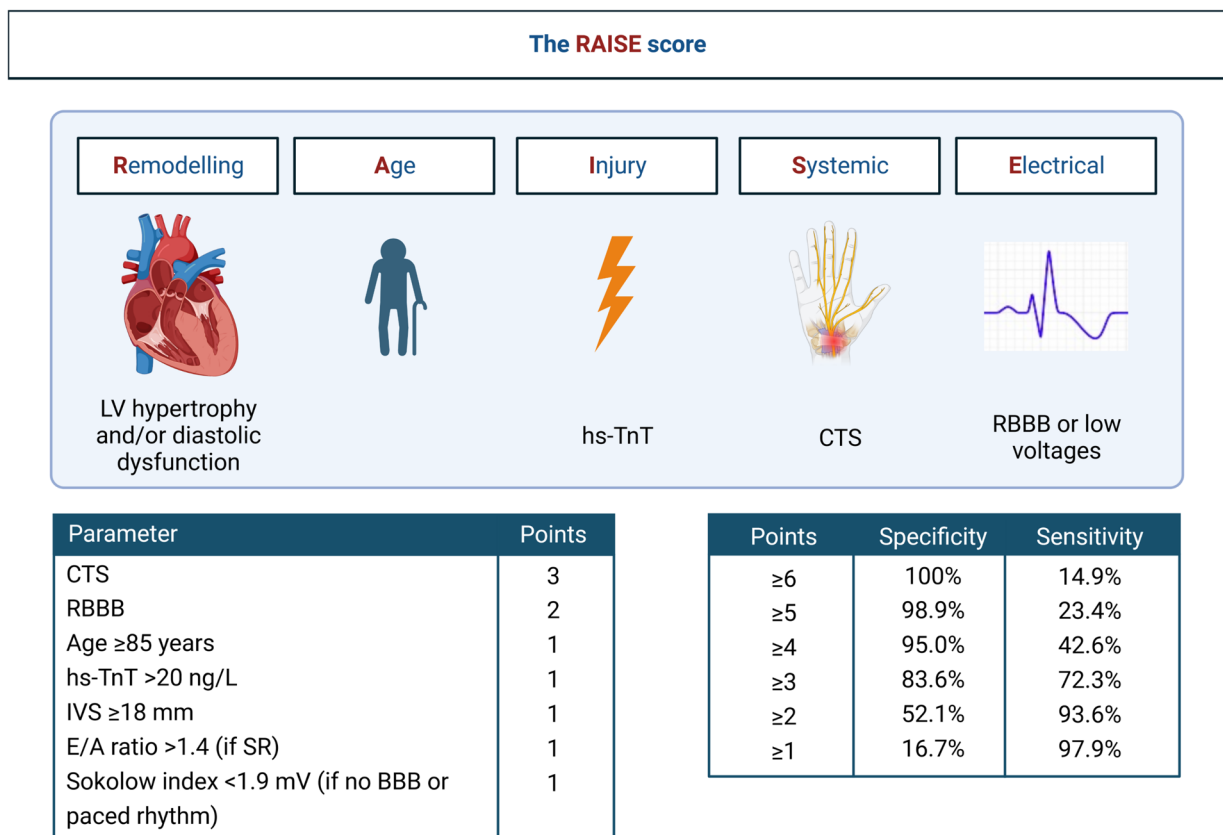 The RAISE score
Remodelling
Age
Injury
Systemic
Electrical
LV hypertrophy
and/or diastolic
dysfunction
hs-TnT
CTS
RBBB or low
voltages
Parameter Points
CTS 3
RBBB 2
Age ≥85 years 1
hs-TnT >20 ng/L 1
IVS ≥18 mm 1
E/A ratio >1.4 (if SR) 1
Sokolow index <1.9 mV (if no BBB or 1
paced rhythm)
Points Specificity Sensitivity
≥6 100% 14.9%
≥5 98.9% 23.4%
≥4 95.0% 42.6%
≥3 83.6% 72.3%
≥2 52.1% 93.6%
≥1 16.7% 97.9%